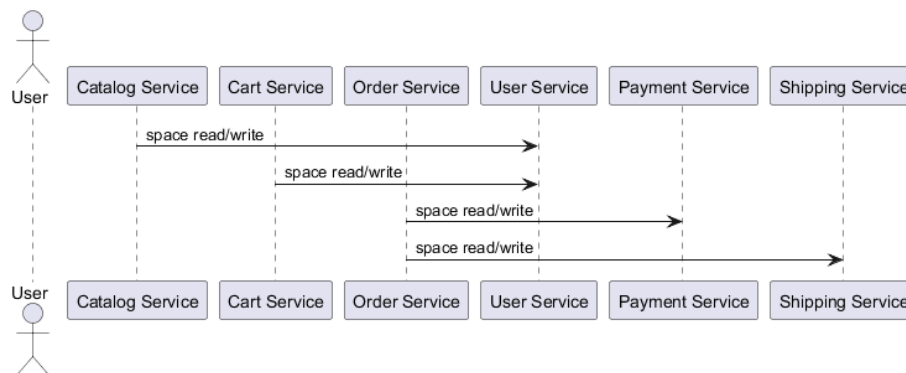 User
Catalog Service
Cart Service
Order Service
User Service
Payment Service
Shipping Service
space read/write
space read/write
space read/write
space read/write
User
Catalog Service
Cart Service
Order Service
User Service
Payment Service
Shipping Service